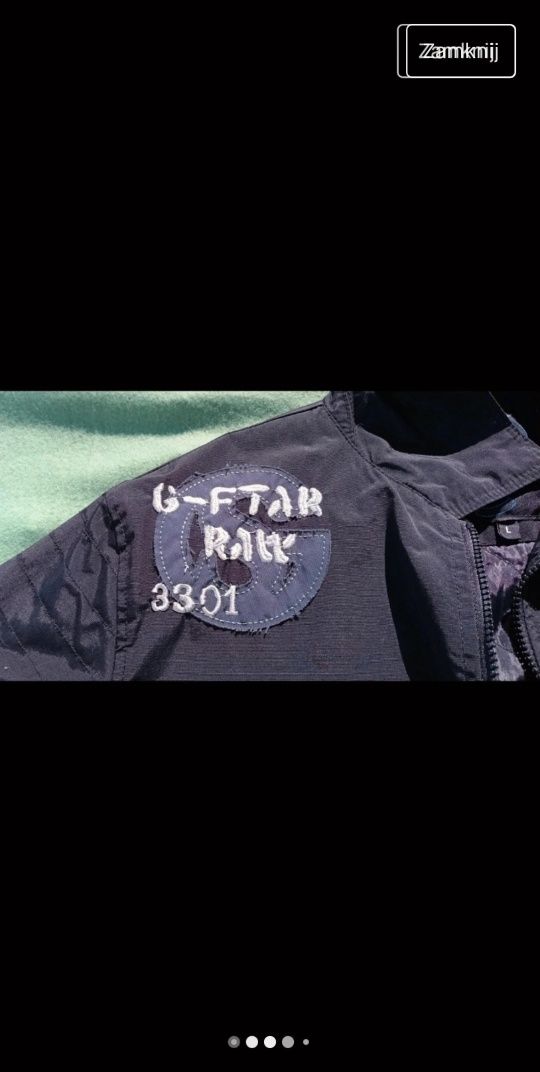 Zamknij
G-FTAR
RAW
3301
L